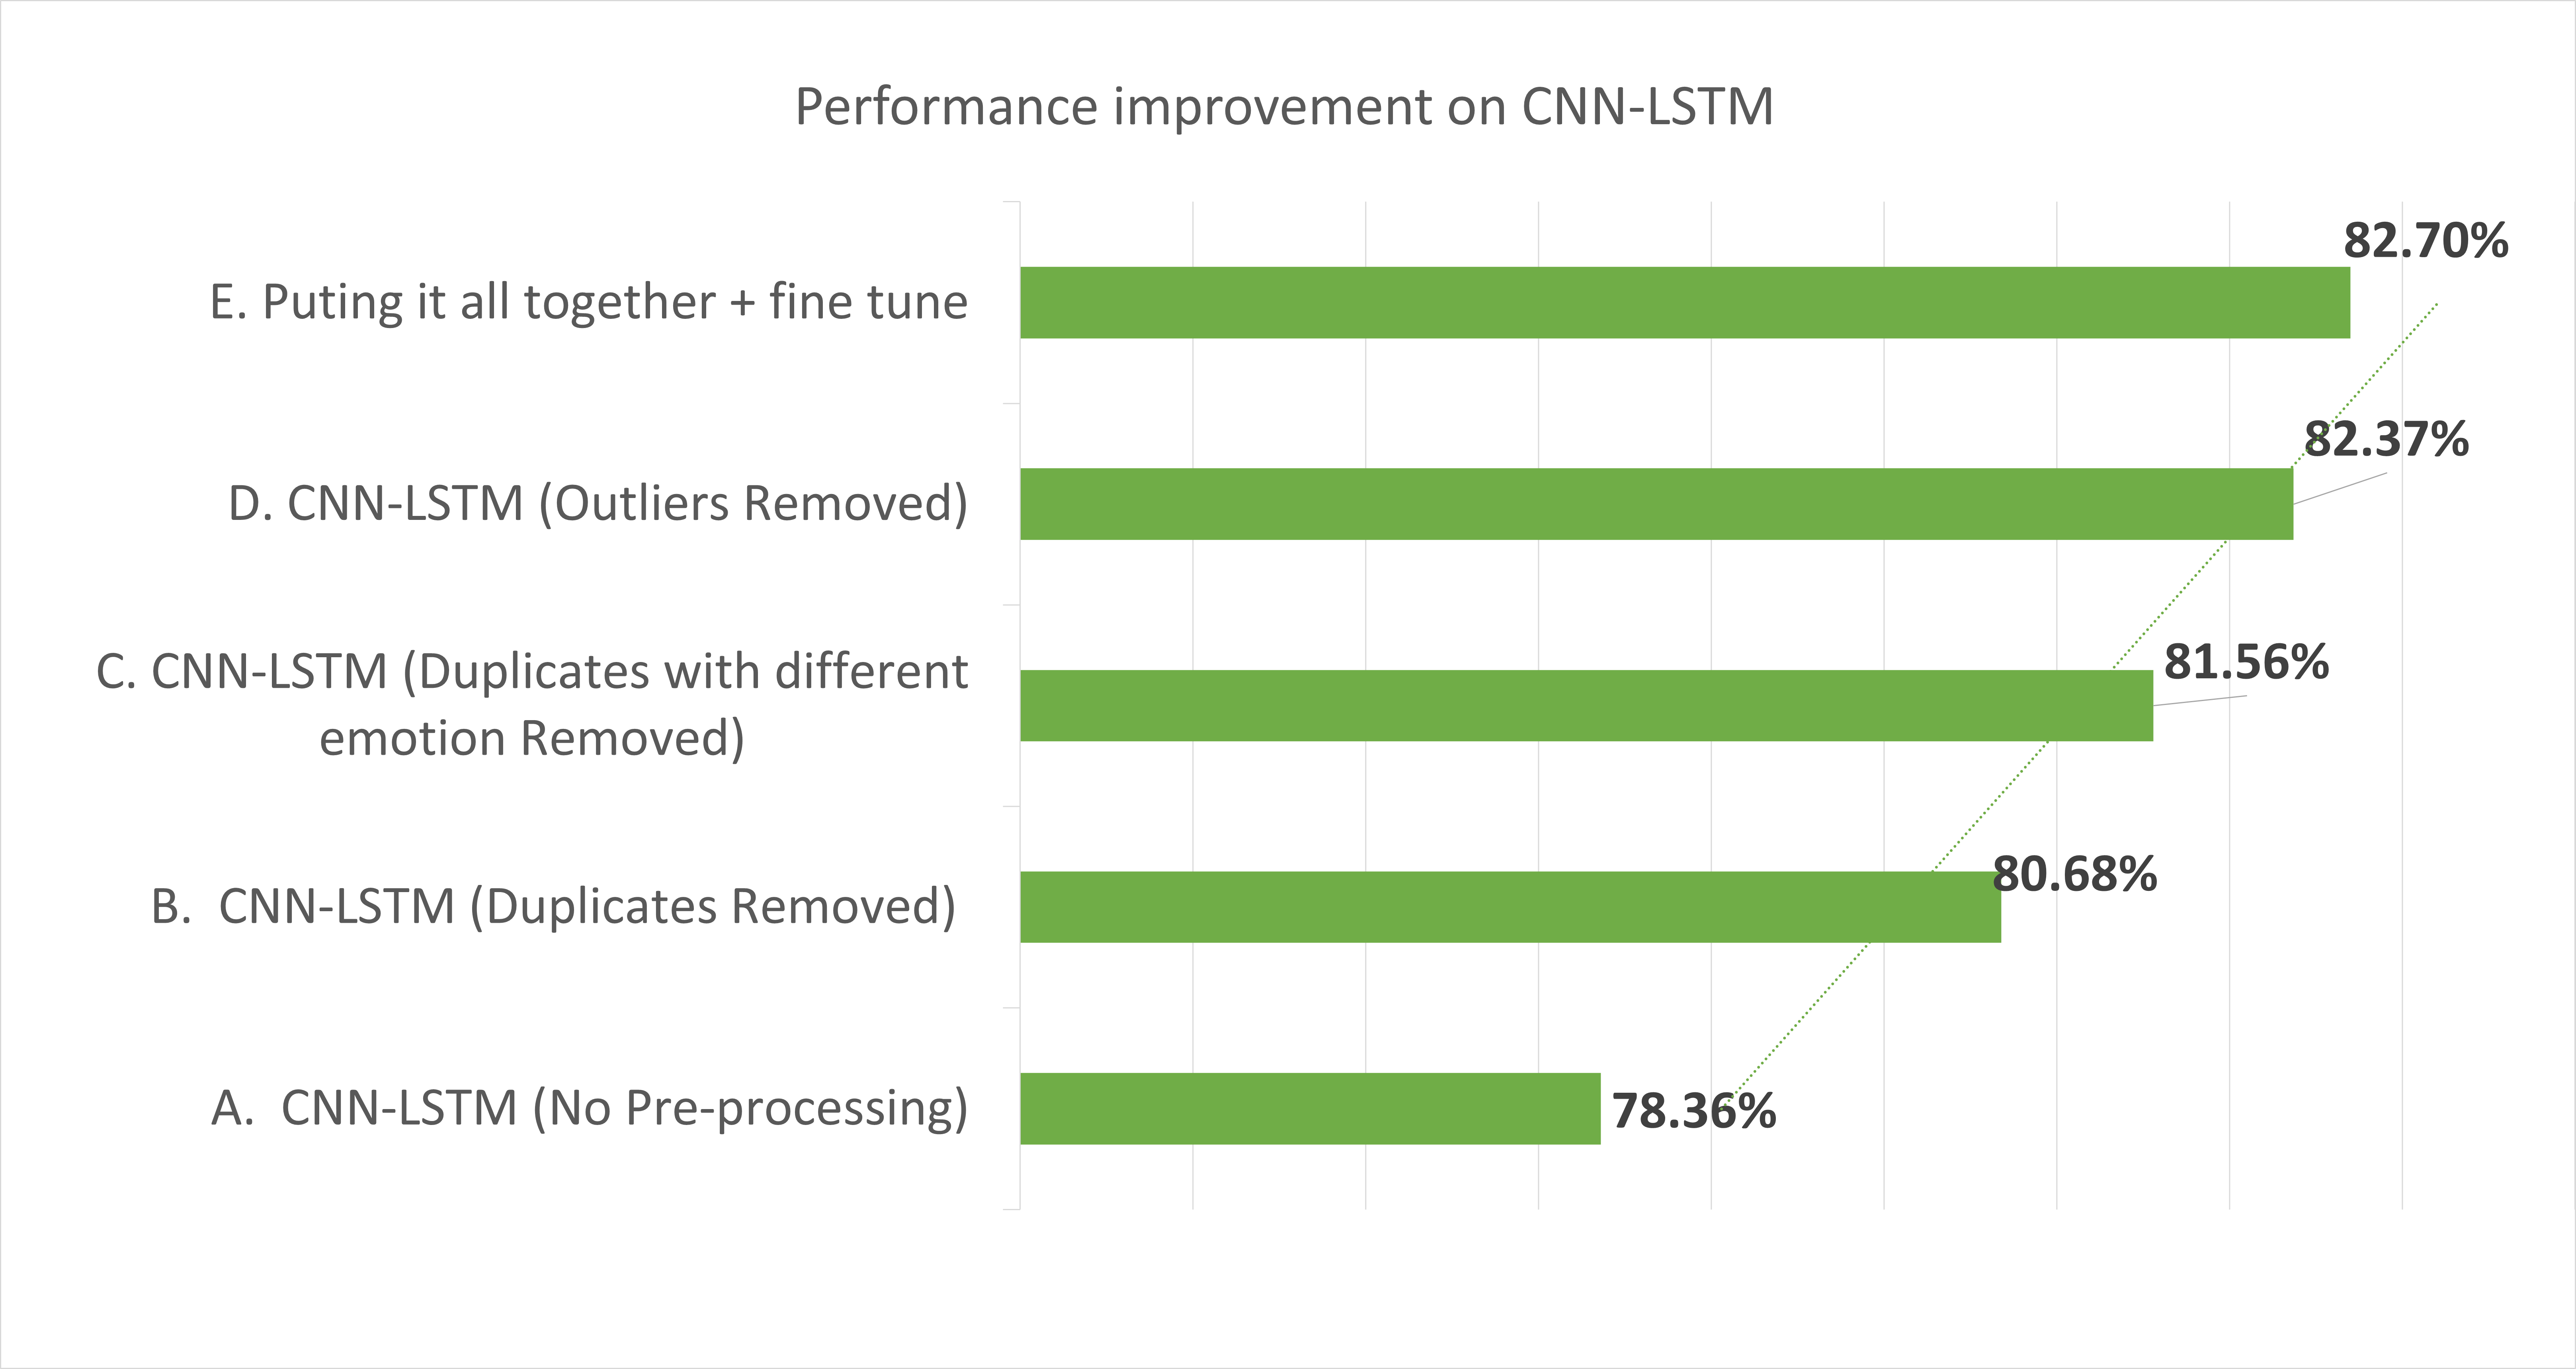 Performance improvement on CNN-LSTM
E. Puting it all together + fine tune
82.70%
D. CNN-LSTM (Outliers Removed)
82.37%
C. CNN-LSTM (Duplicates with different
emotion Removed)
81.56%
B.  CNN-LSTM (Duplicates Removed)
80.68%
A.  CNN-LSTM (No Pre-processing)
78.36%